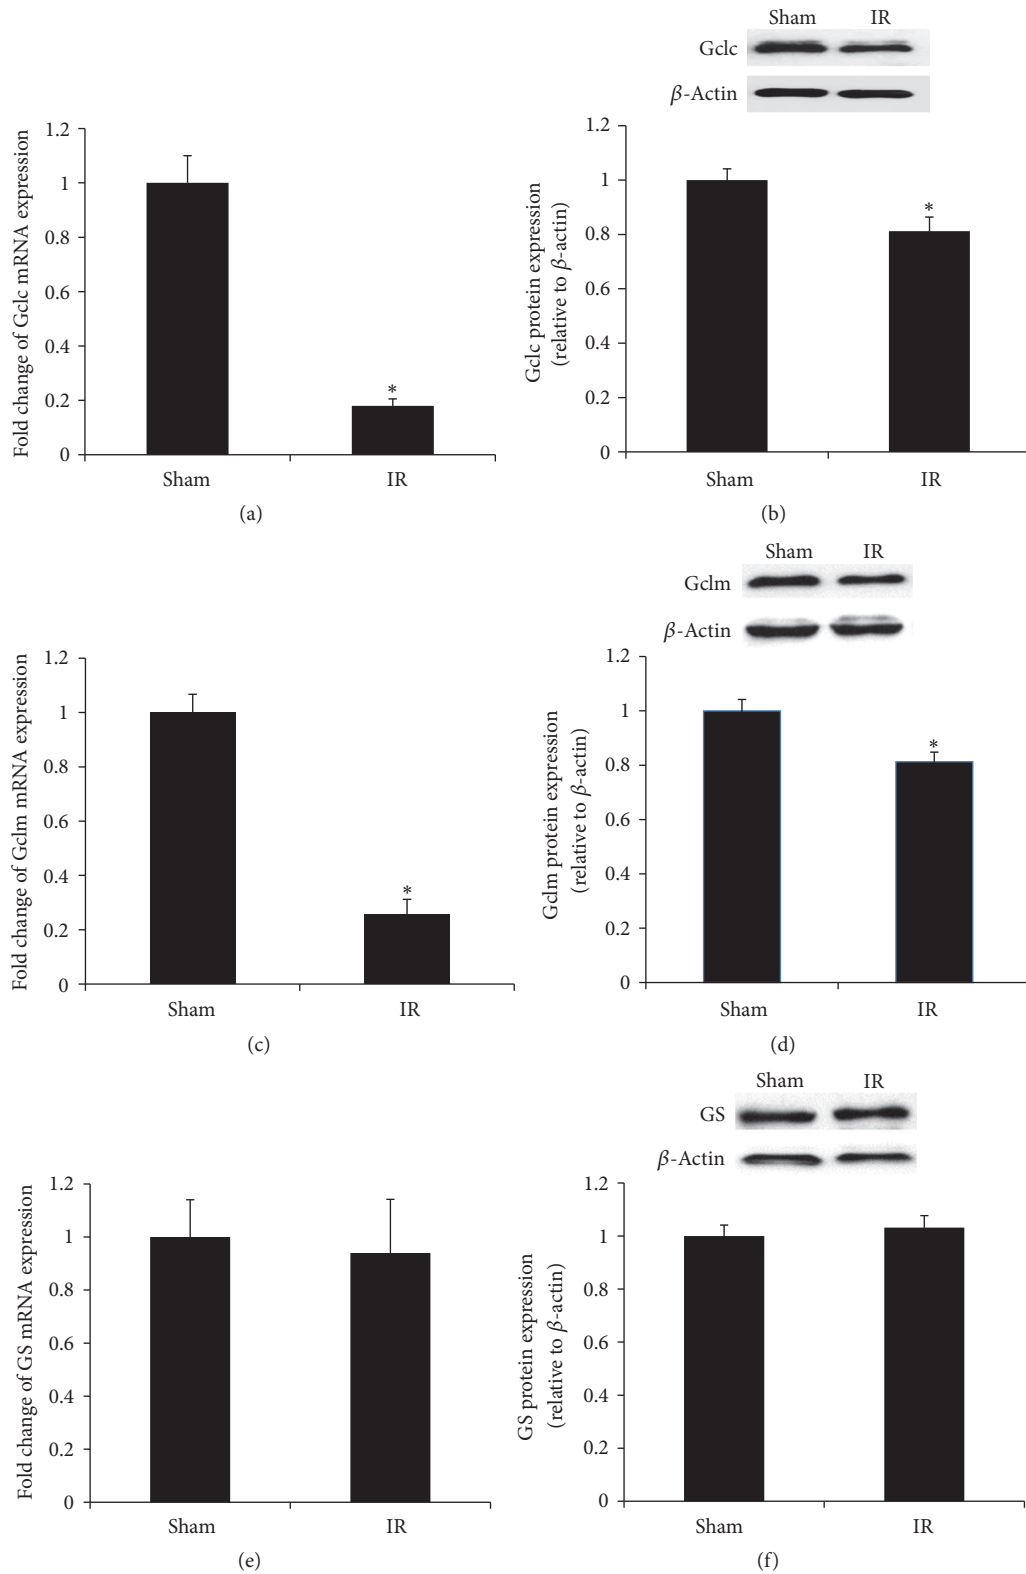 Fold change of Gclc mRNA expression
1.2
1
0.8
0.6
0.4
0.2
0
*
Sham
IR
(a)
Sham
IR
Gclc
β-Actin
Gclc protein expression
(relative to β-actin)
1.2
1
0.8
0.6
0.4
0.2
0
*
Sham
IR
(b)
Fold change of Gclm mRNA expression
1.2
1
0.8
0.6
0.4
0.2
0
*
Sham
IR
(c)
Sham
IR
Gclm
β-Actin
Gclm protein expression
(relative to β-actin)
1.2
1
0.8
0.6
0.4
0.2
0
*
Sham
IR
(d)
Fold change of GS mRNA expression
1.2
1
0.8
0.6
0.4
0.2
0
Sham
IR
(e)
Sham
IR
GS
β-Actin
GS protein expression
(relative to β-actin)
1.2
1
0.8
0.6
0.4
0.2
0
Sham
IR
(f)